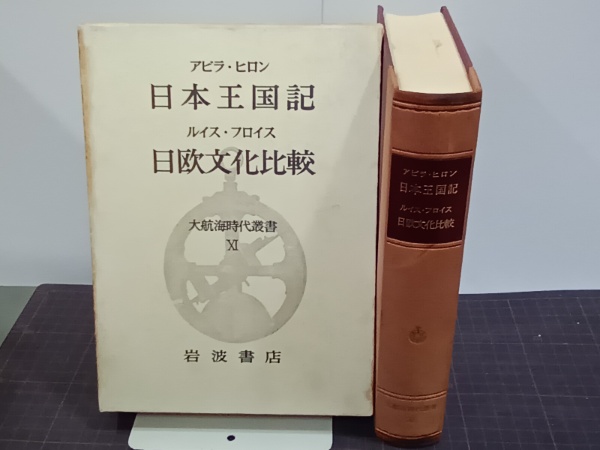 アビラ・ヒロン
日本王国記
ルイス・フロイス
日欧文化比較
大航海時代叢書
XI
岩波書店
アビラ・ヒロン
日本王国記
ルイス・フロイス
日欧文化比較